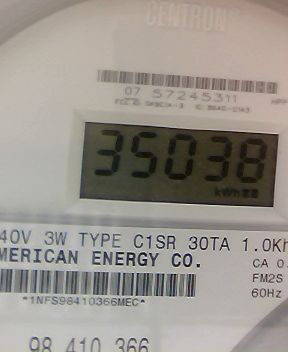 CENTRON
07 57245311
35038
kWh
40V 3W TYPE C1SR 30TA 1.0Kh
MERICAN ENERGY CO.
CA 0.
FM2S
*1NFS98410366MEC*
60Hz
98 410 366